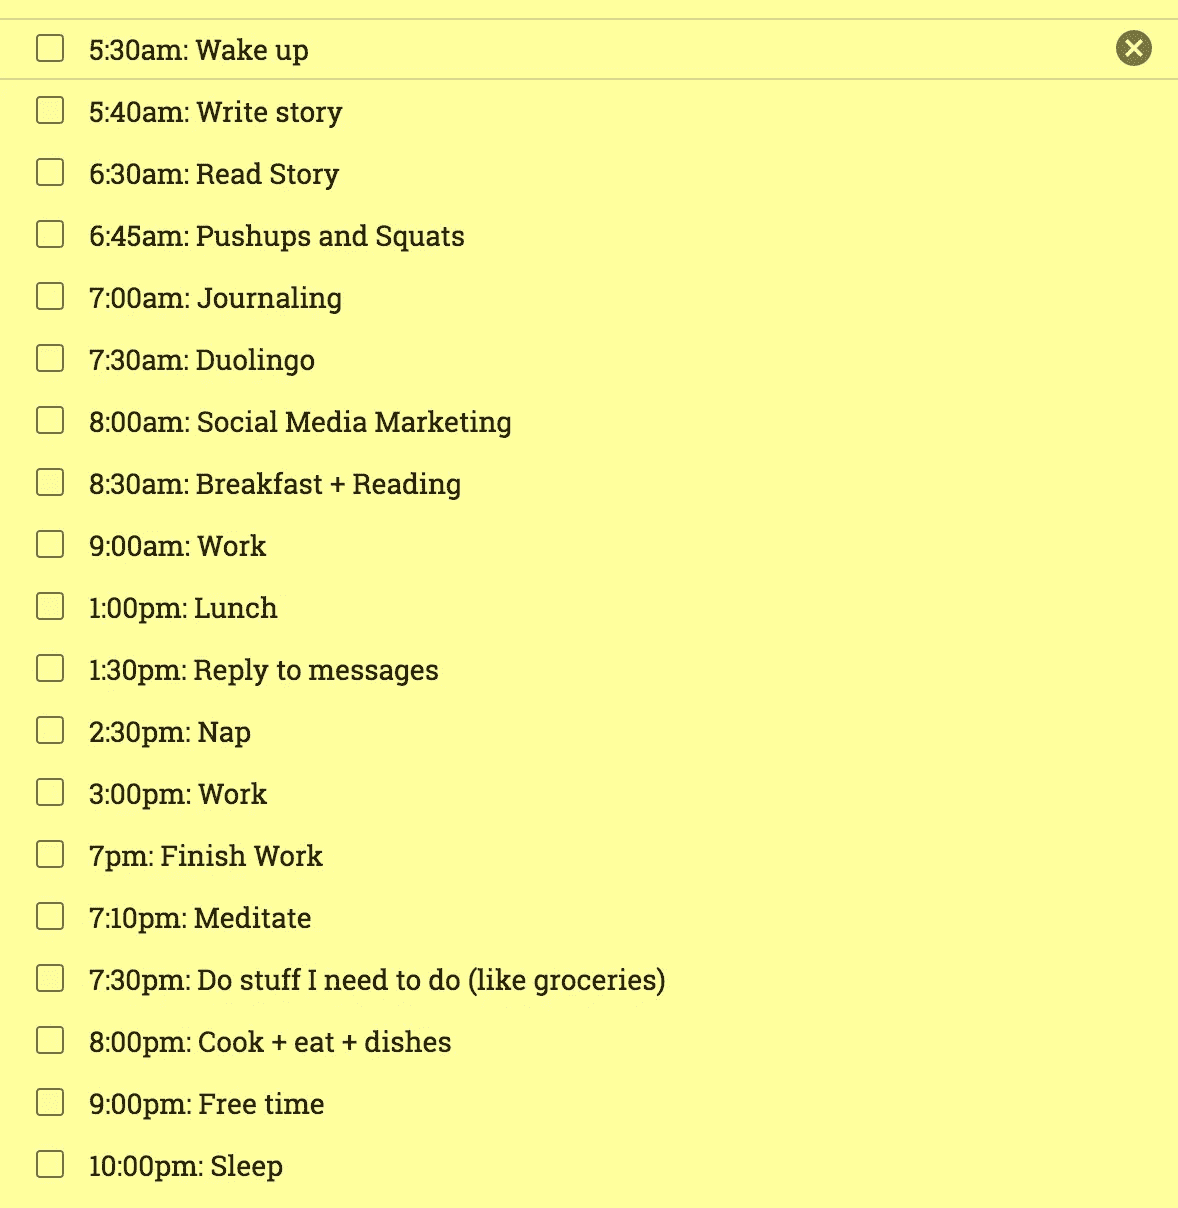 5:30am: Wake up
5:40am: Write story
6:30am: Read Story
6:45am: Pushups and Squats
7:00am: Journaling
7:30am: Duolingo
8:00am: Social Media Marketing
8:30am: Breakfast + Reading
9:00am: Work
1:00pm: Lunch
1:30pm: Reply to messages
2:30pm: Nap
3:00pm: Work
7pm: Finish Work
7:10pm: Meditate
7:30pm: Do stuff I need to do (like groceries)
8:00pm: Cook + eat + dishes
9:00pm: Free time
10:00pm: Sleep